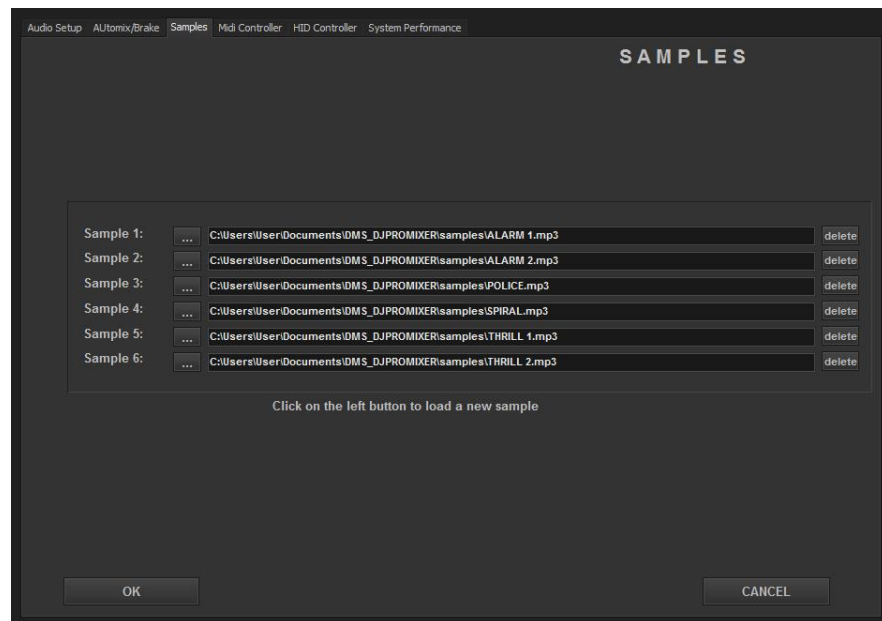 Audio Setup AUtomix/Brake Samples Midi Controller HID Controller System Performance
SAMPLES
Sample 1: ... C:\Users\User\Documents\DMS_DJPROMIXER\samples\ALARM 1.mp3 delete
Sample 2: ... C:\Users\User\Documents\DMS_DJPROMIXER\samples\ALARM 2.mp3 delete
Sample 3: ... C:\Users\User\Documents\DMS_DJPROMIXER\samples\POLICE.mp3 delete
Sample 4: ... C:\Users\User\Documents\DMS_DJPROMIXER\samples\SPIRAL.mp3 delete
Sample 5: ... C:\Users\User\Documents\DMS_DJPROMIXER\samples\THRILL 1.mp3 delete
Sample 6: ... C:\Users\User\Documents\DMS_DJPROMIXER\samples\THRILL 2.mp3 delete
Click on the left button to load a new sample
OK CANCEL